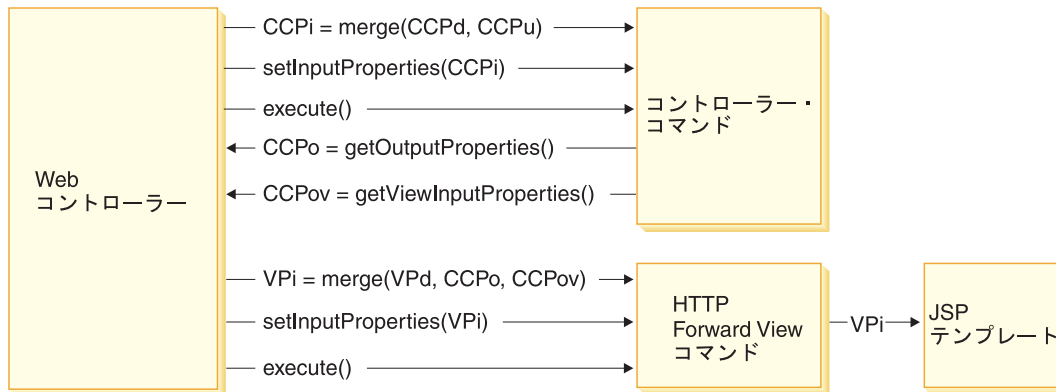 Web
コントローラー
CCPi = merge(CCPd, CCPu)
setInputProperties(CCPi)
execute()
CCPo = getOutputProperties()
CCPov = getViewInputProperties()
コントローラー・
コマンド
VPi = merge(VPd, CCPo, CCPov)
setInputProperties(VPi)
execute()
HTTP
Forward View
コマンド
VPi
JSP
テンプレート